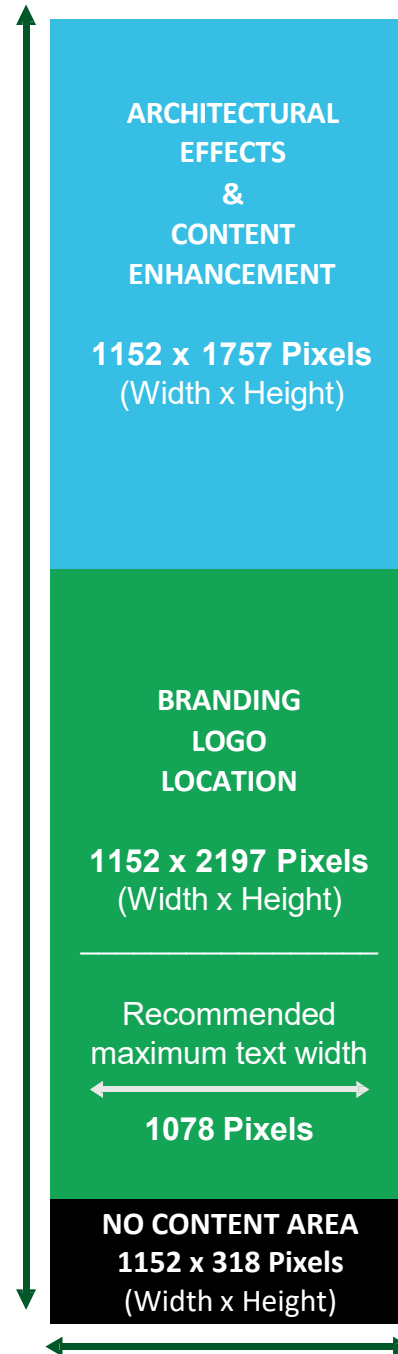 ARCHITECTURAL
EFFECTS
&
CONTENT
ENHANCEMENT
1152 x 1757 Pixels
(Width x Height)
BRANDING
LOGO
LOCATION
1152 x 2197 Pixels
(Width x Height)
Recommended
maximum text width
1078 Pixels
NO CONTENT AREA
1152 x 318 Pixels
(Width x Height)